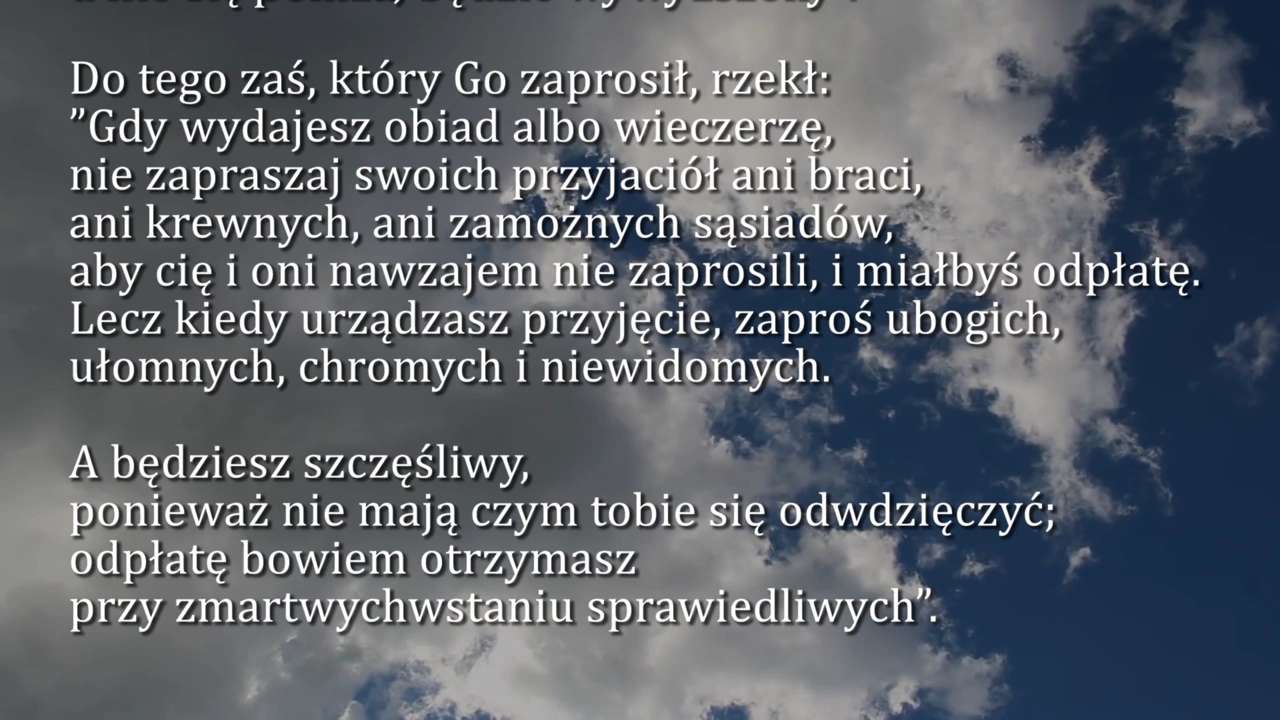 Do tego zaś, który Go zaprosił, rzekł:
”Gdy wydajesz obiad albo wieczerzę,
nie zapraszaj swoich przyjaciół ani braci,
ani krewnych, ani zamożnych sąsiadów,
aby cię i oni nawzajem nie zaprosili, i miałbyś odpłatę.
Lecz kiedy urządzasz przyjęcie, zaproś ubogich,
ułomnych, chromych i niewidomych.
A będziesz szczęśliwy,
ponieważ nie mają czym tobie się odwdzięczyć;
odpłatę bowiem otrzymasz
przy zmartwychwstaniu sprawiedliwych”.